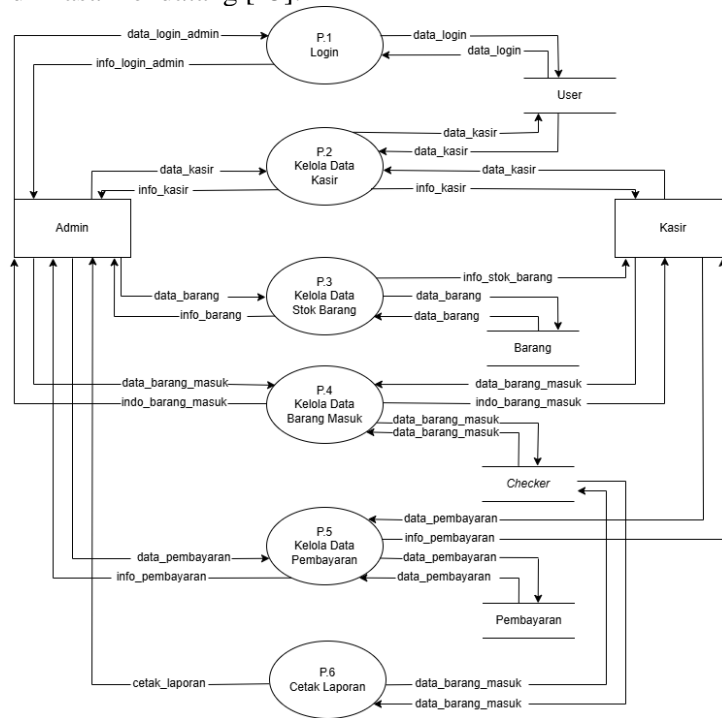 P.1
Login
data_login_admin
data_login
data_login
info_login_admin
User
P.2
Kelola Data
Kasir
data_kasir
data_kasir
data_kasir
data_kasir
info_kasir
info_kasir
Admin
Kasir
P.3
Kelola Data
Stok Barang
info_stok_barang
data_barang
data_barang
info_barang
data_barang
Barang
P.4
Kelola Data
Barang Masuk
data_barang_masuk
data_barang_masuk
indo_barang_masuk
indo_barang_masuk
data_barang_masuk
data_barang_masuk
Checker
P.5
Kelola Data
Pembayaran
data_pembayaran
info_pembayaran
data_pembayaran
data_pembayaran
info_pembayaran
data_pembayaran
Pembayaran
P.6
Cetak Laporan
cetak_laporan
data_barang_masuk
data_barang_masuk